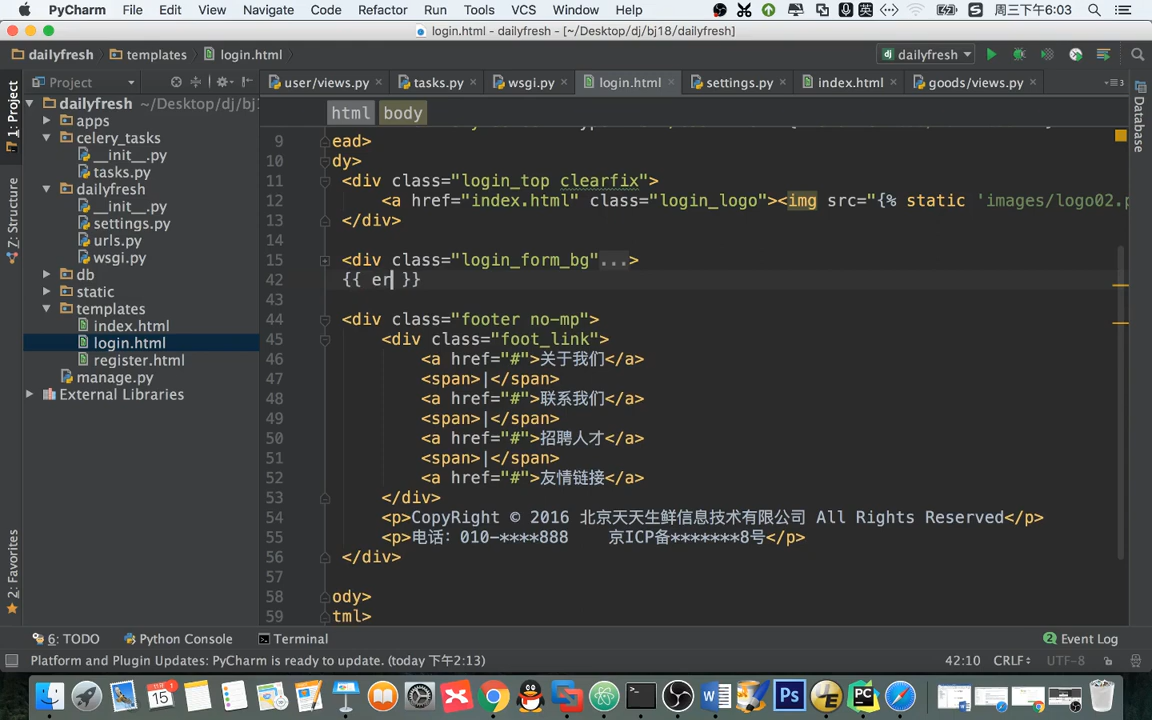 PyCharm File Edit View Navigate Code Refactor Run Tools VCS Window Help 英 周三下午6:03
login.html - dailyfresh - [~/Desktop/dj/bj18/dailyfresh]
dailyfresh templates login.html dailyfresh
Project user/views.py tasks.py wsgi.py login.html settings.py index.html goods/views.py
1: Project
7: Structure
2: Favorites
Database
dailyfresh ~/Desktop/dj/bj1
apps
celery_tasks
__init__.py
tasks.py
dailyfresh
__init__.py
settings.py
urls.py
wsgi.py
db
static
templates
index.html
login.html
register.html
manage.py
External Libraries
html body
9 ead>
10 dy>
11 <div class="login_top clearfix">
12 <a href="index.html" class="login_logo"><img src="{% static 'images/logo02.p
13 </div>
14
15 <div class="login_form_bg"...>
42 {{ er }}
43
44 <div class="footer no-mp">
45 <div class="foot_link">
46 <a href="#">关于我们</a>
47 <span>|</span>
48 <a href="#">联系我们</a>
49 <span>|</span>
50 <a href="#">招聘人才</a>
51 <span>|</span>
52 <a href="#">友情链接</a>
53 </div>
54 <p>CopyRight © 2016 北京天天生鲜信息技术有限公司 All Rights Reserved</p>
55 <p>电话：010-****888 京ICP备*******8号</p>
56 </div>
57
58 ody>
59 tml>
6: TODO Python Console Terminal 2 Event Log
Platform and Plugin Updates: PyCharm is ready to update. (today 下午2:13) 42:10 CRLF UTF-8